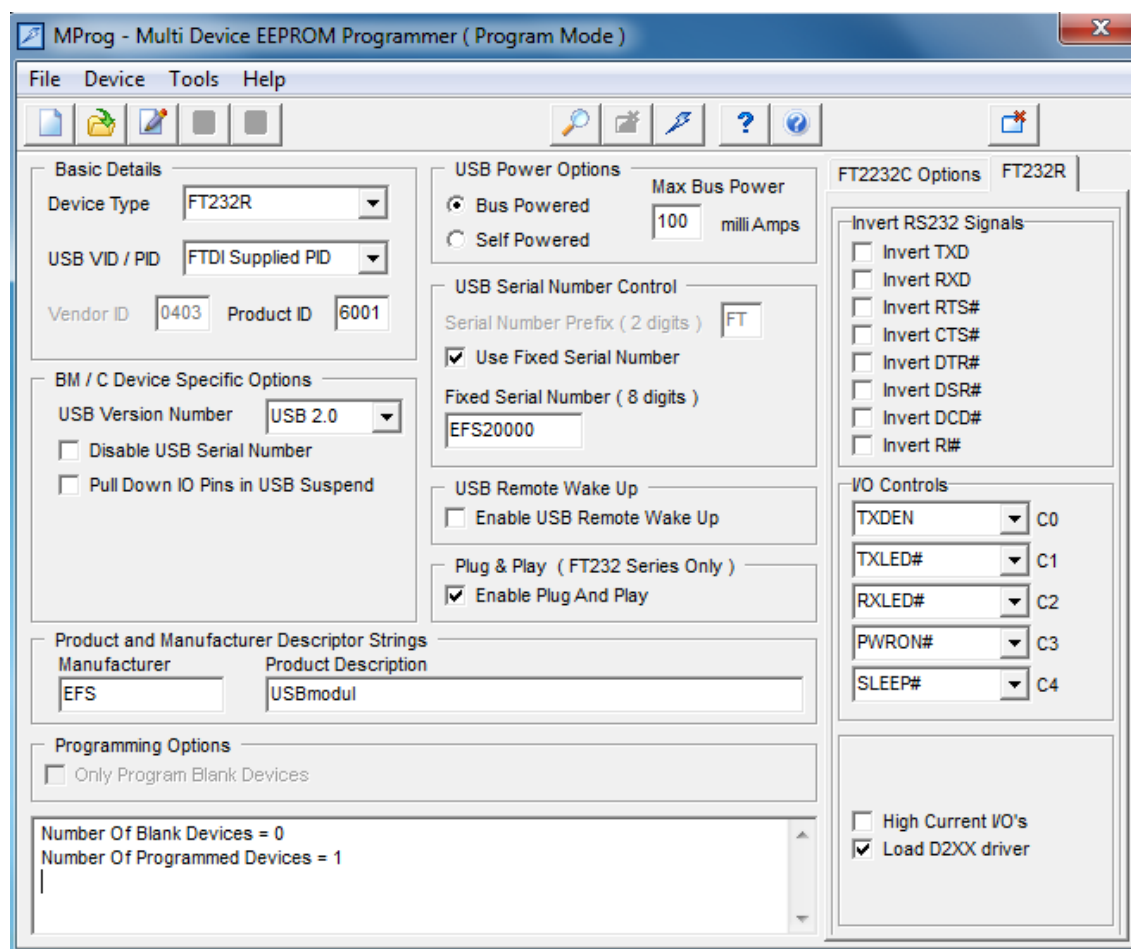 MProg - Multi Device EEPROM Programmer ( Program Mode )
File Device Tools Help
Basic Details
Device Type FT232R
USB VID / PID FTDI Supplied PID
Vendor ID 0403 Product ID 6001
BM / C Device Specific Options
USB Version Number USB 2.0
Disable USB Serial Number
Pull Down IO Pins in USB Suspend
USB Power Options
Bus Powered
Self Powered
Max Bus Power
100 milli Amps
USB Serial Number Control
Serial Number Prefix ( 2 digits ) FT
Use Fixed Serial Number
Fixed Serial Number ( 8 digits )
EFS20000
USB Remote Wake Up
Enable USB Remote Wake Up
Plug & Play ( FT232 Series Only )
Enable Plug And Play
Product and Manufacturer Descriptor Strings
Manufacturer Product Description
EFS USBmodul
Programming Options
Only Program Blank Devices
Number Of Blank Devices = 0
Number Of Programmed Devices = 1
FT2232C Options FT232R
Invert RS232 Signals
Invert TXD
Invert RXD
Invert RTS#
Invert CTS#
Invert DTR#
Invert DSR#
Invert DCD#
Invert RI#
I/O Controls
TXDEN C0
TXLED# C1
RXLED# C2
PWRON# C3
SLEEP# C4
High Current I/O's
Load D2XX driver